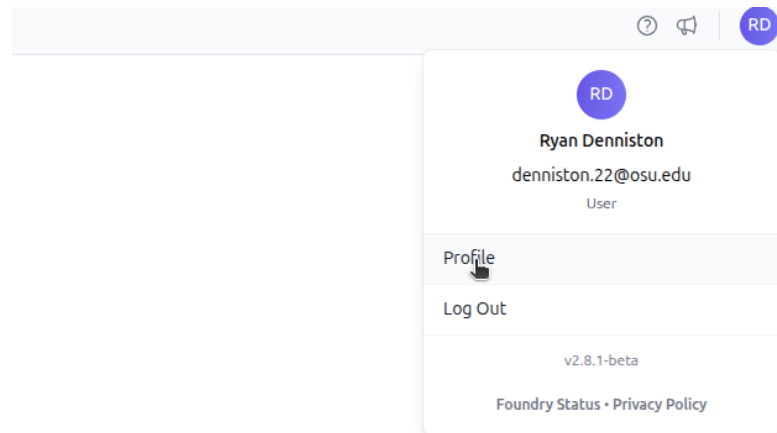 RD
RD
Ryan Denniston
denniston.22@osu.edu
User
Profile
Log Out
v2.8.1-beta
Foundry Status • Privacy Policy